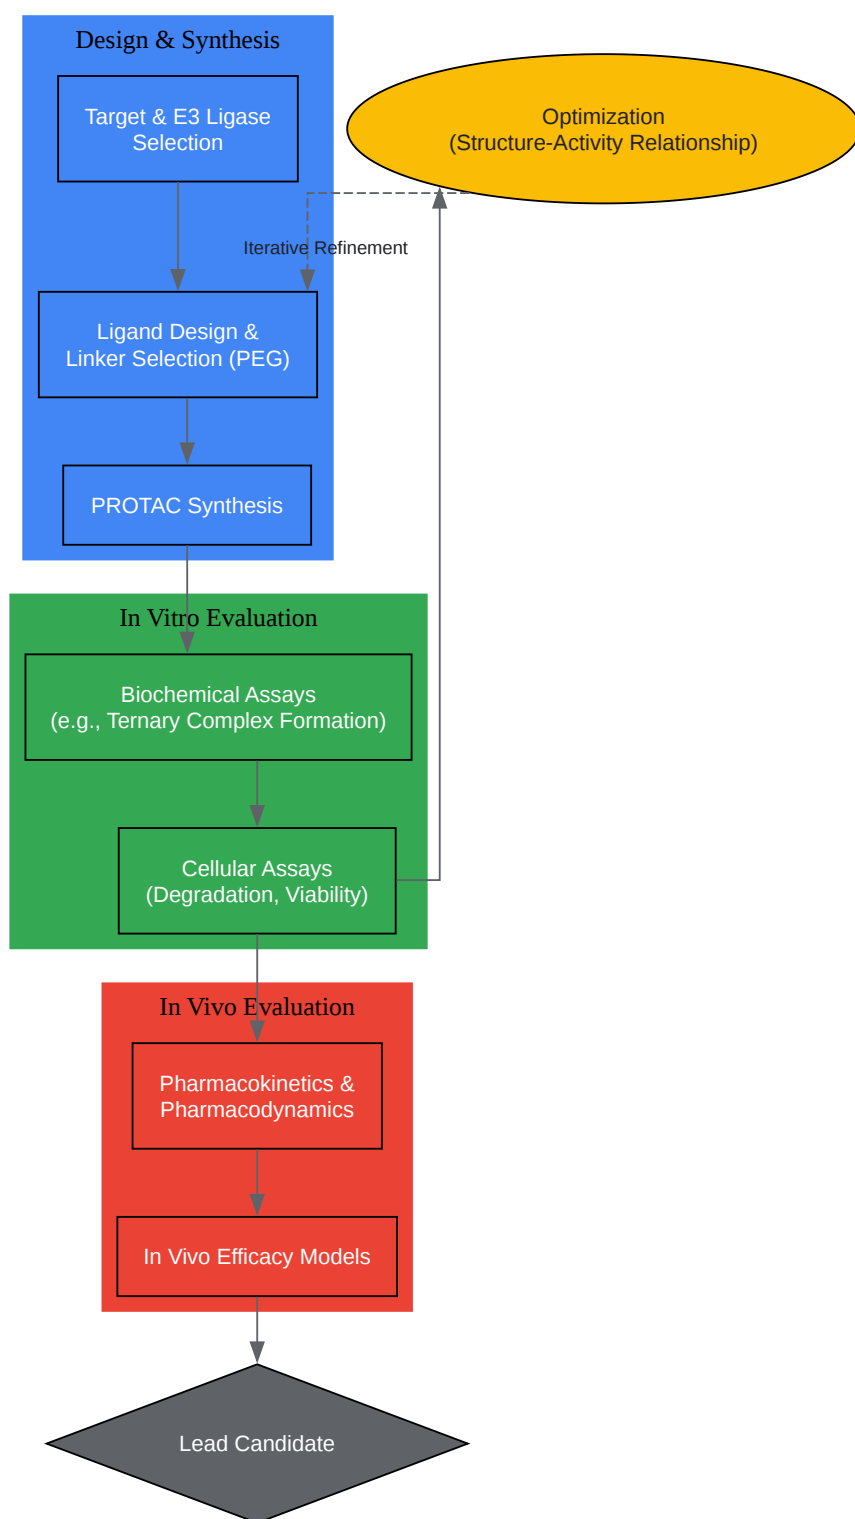 Design & Synthesis
Target & E3 Ligase
Selection
Optimization
(Structure-Activity Relationship)
Iterative Refinement
Ligand Design &
Linker Selection (PEG)
PROTAC Synthesis
In Vitro Evaluation
Biochemical Assays
(e.g., Ternary Complex Formation)
Cellular Assays
(Degradation, Viability)
In Vivo Evaluation
Pharmacokinetics &
Pharmacodynamics
In Vivo Efficacy Models
Lead Candidate